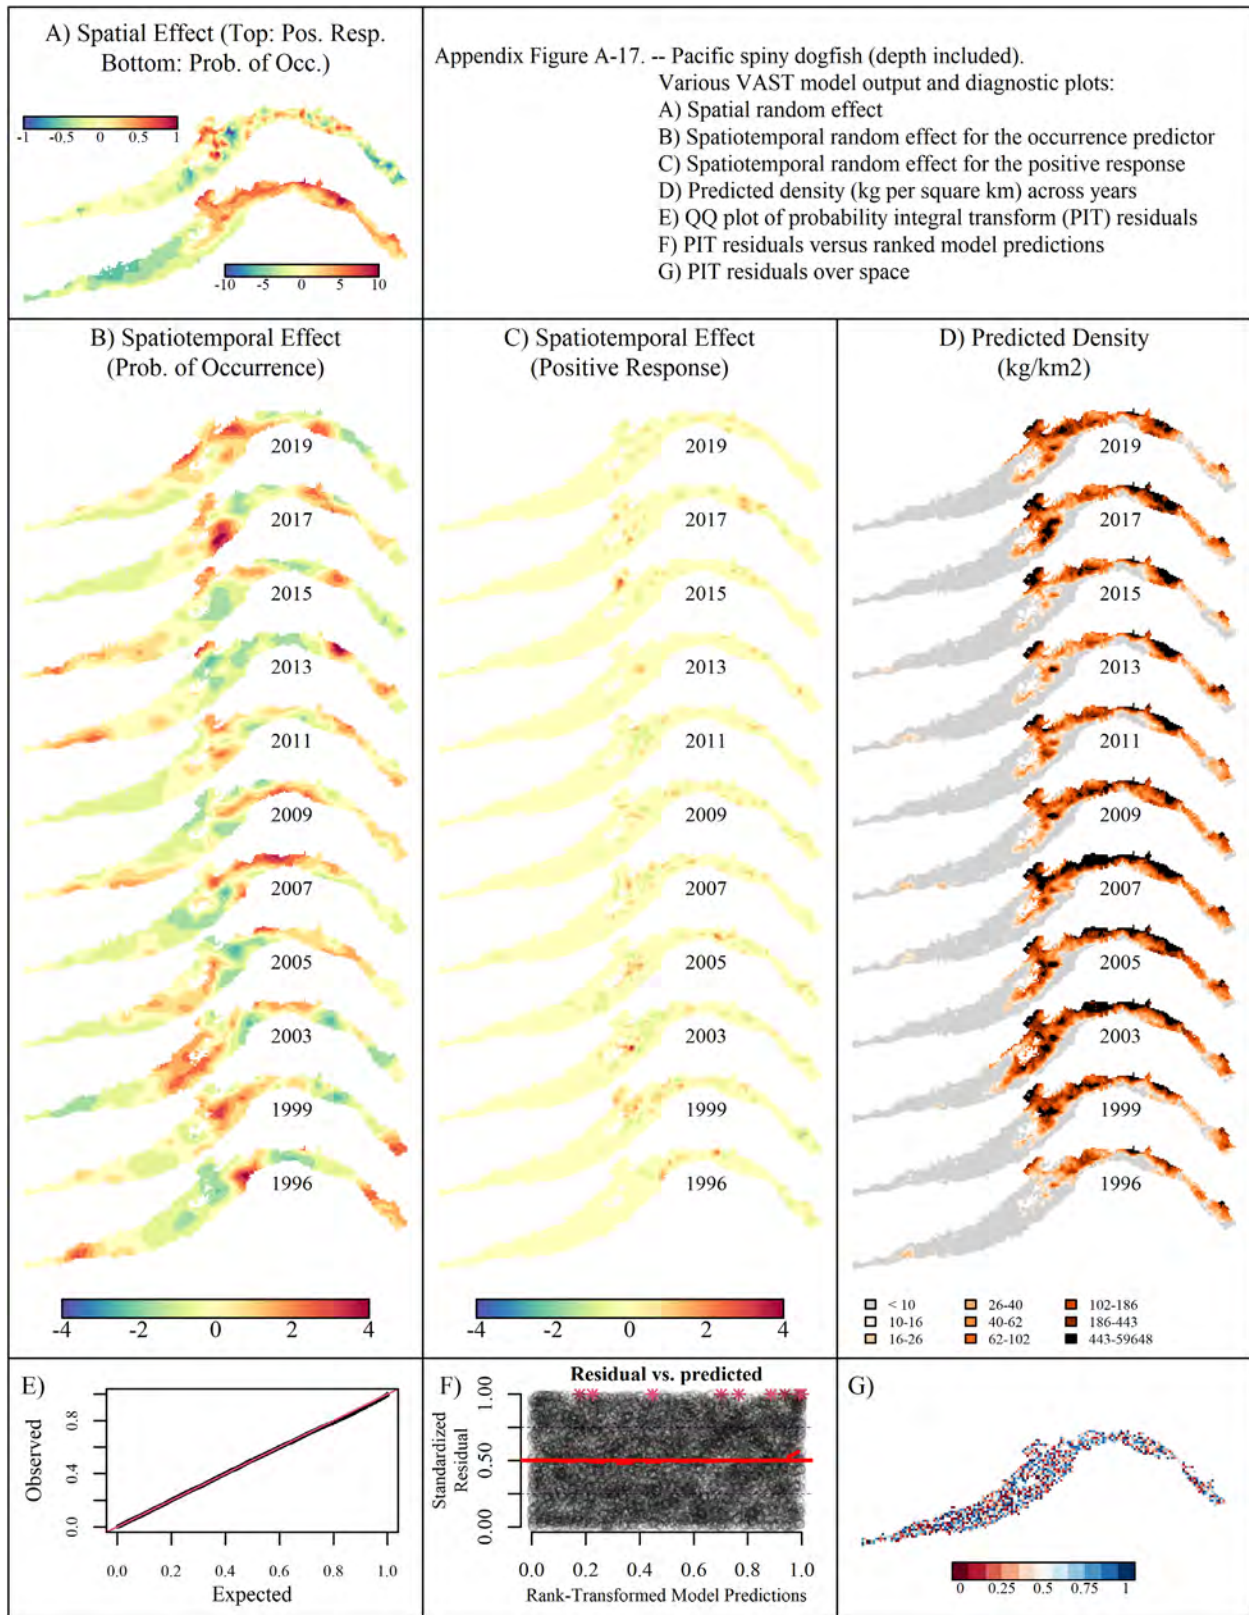 A) Spatial Effect (Top: Pos. Resp.
Bottom: Prob. of Occ.)
-1 -0.5 0 0.5 1
-10 -5 0 5 10
Appendix Figure A-17. -- Pacific spiny dogfish (depth included).
Various VAST model output and diagnostic plots:
A) Spatial random effect
B) Spatiotemporal random effect for the occurrence predictor
C) Spatiotemporal random effect for the positive response
D) Predicted density (kg per square km) across years
E) QQ plot of probability integral transform (PIT) residuals
F) PIT residuals versus ranked model predictions
G) PIT residuals over space
B) Spatiotemporal Effect
(Prob. of Occurrence)
2019
2017
2015
2013
2011
2009
2007
2005
2003
1999
1996
-4 -2 0 2 4
C) Spatiotemporal Effect
(Positive Response)
2019
2017
2015
2013
2011
2009
2007
2005
2003
1999
1996
-4 -2 0 2 4
D) Predicted Density
(kg/km2)
2019
2017
2015
2013
2011
2009
2007
2005
2003
1999
1996
< 10 26-40 102-186
10-16 40-62 186-443
16-26 62-102 443-59648
E)
Observed
0.0 0.4 0.8
0.0 0.2 0.4 0.6 0.8 1.0
Expected
F)
Residual vs. predicted
Standardized
Residual
0.00 0.50 1.00
0.0 0.2 0.4 0.6 0.8 1.0
Rank-Transformed Model Predictions
G)
0 0.25 0.5 0.75 1